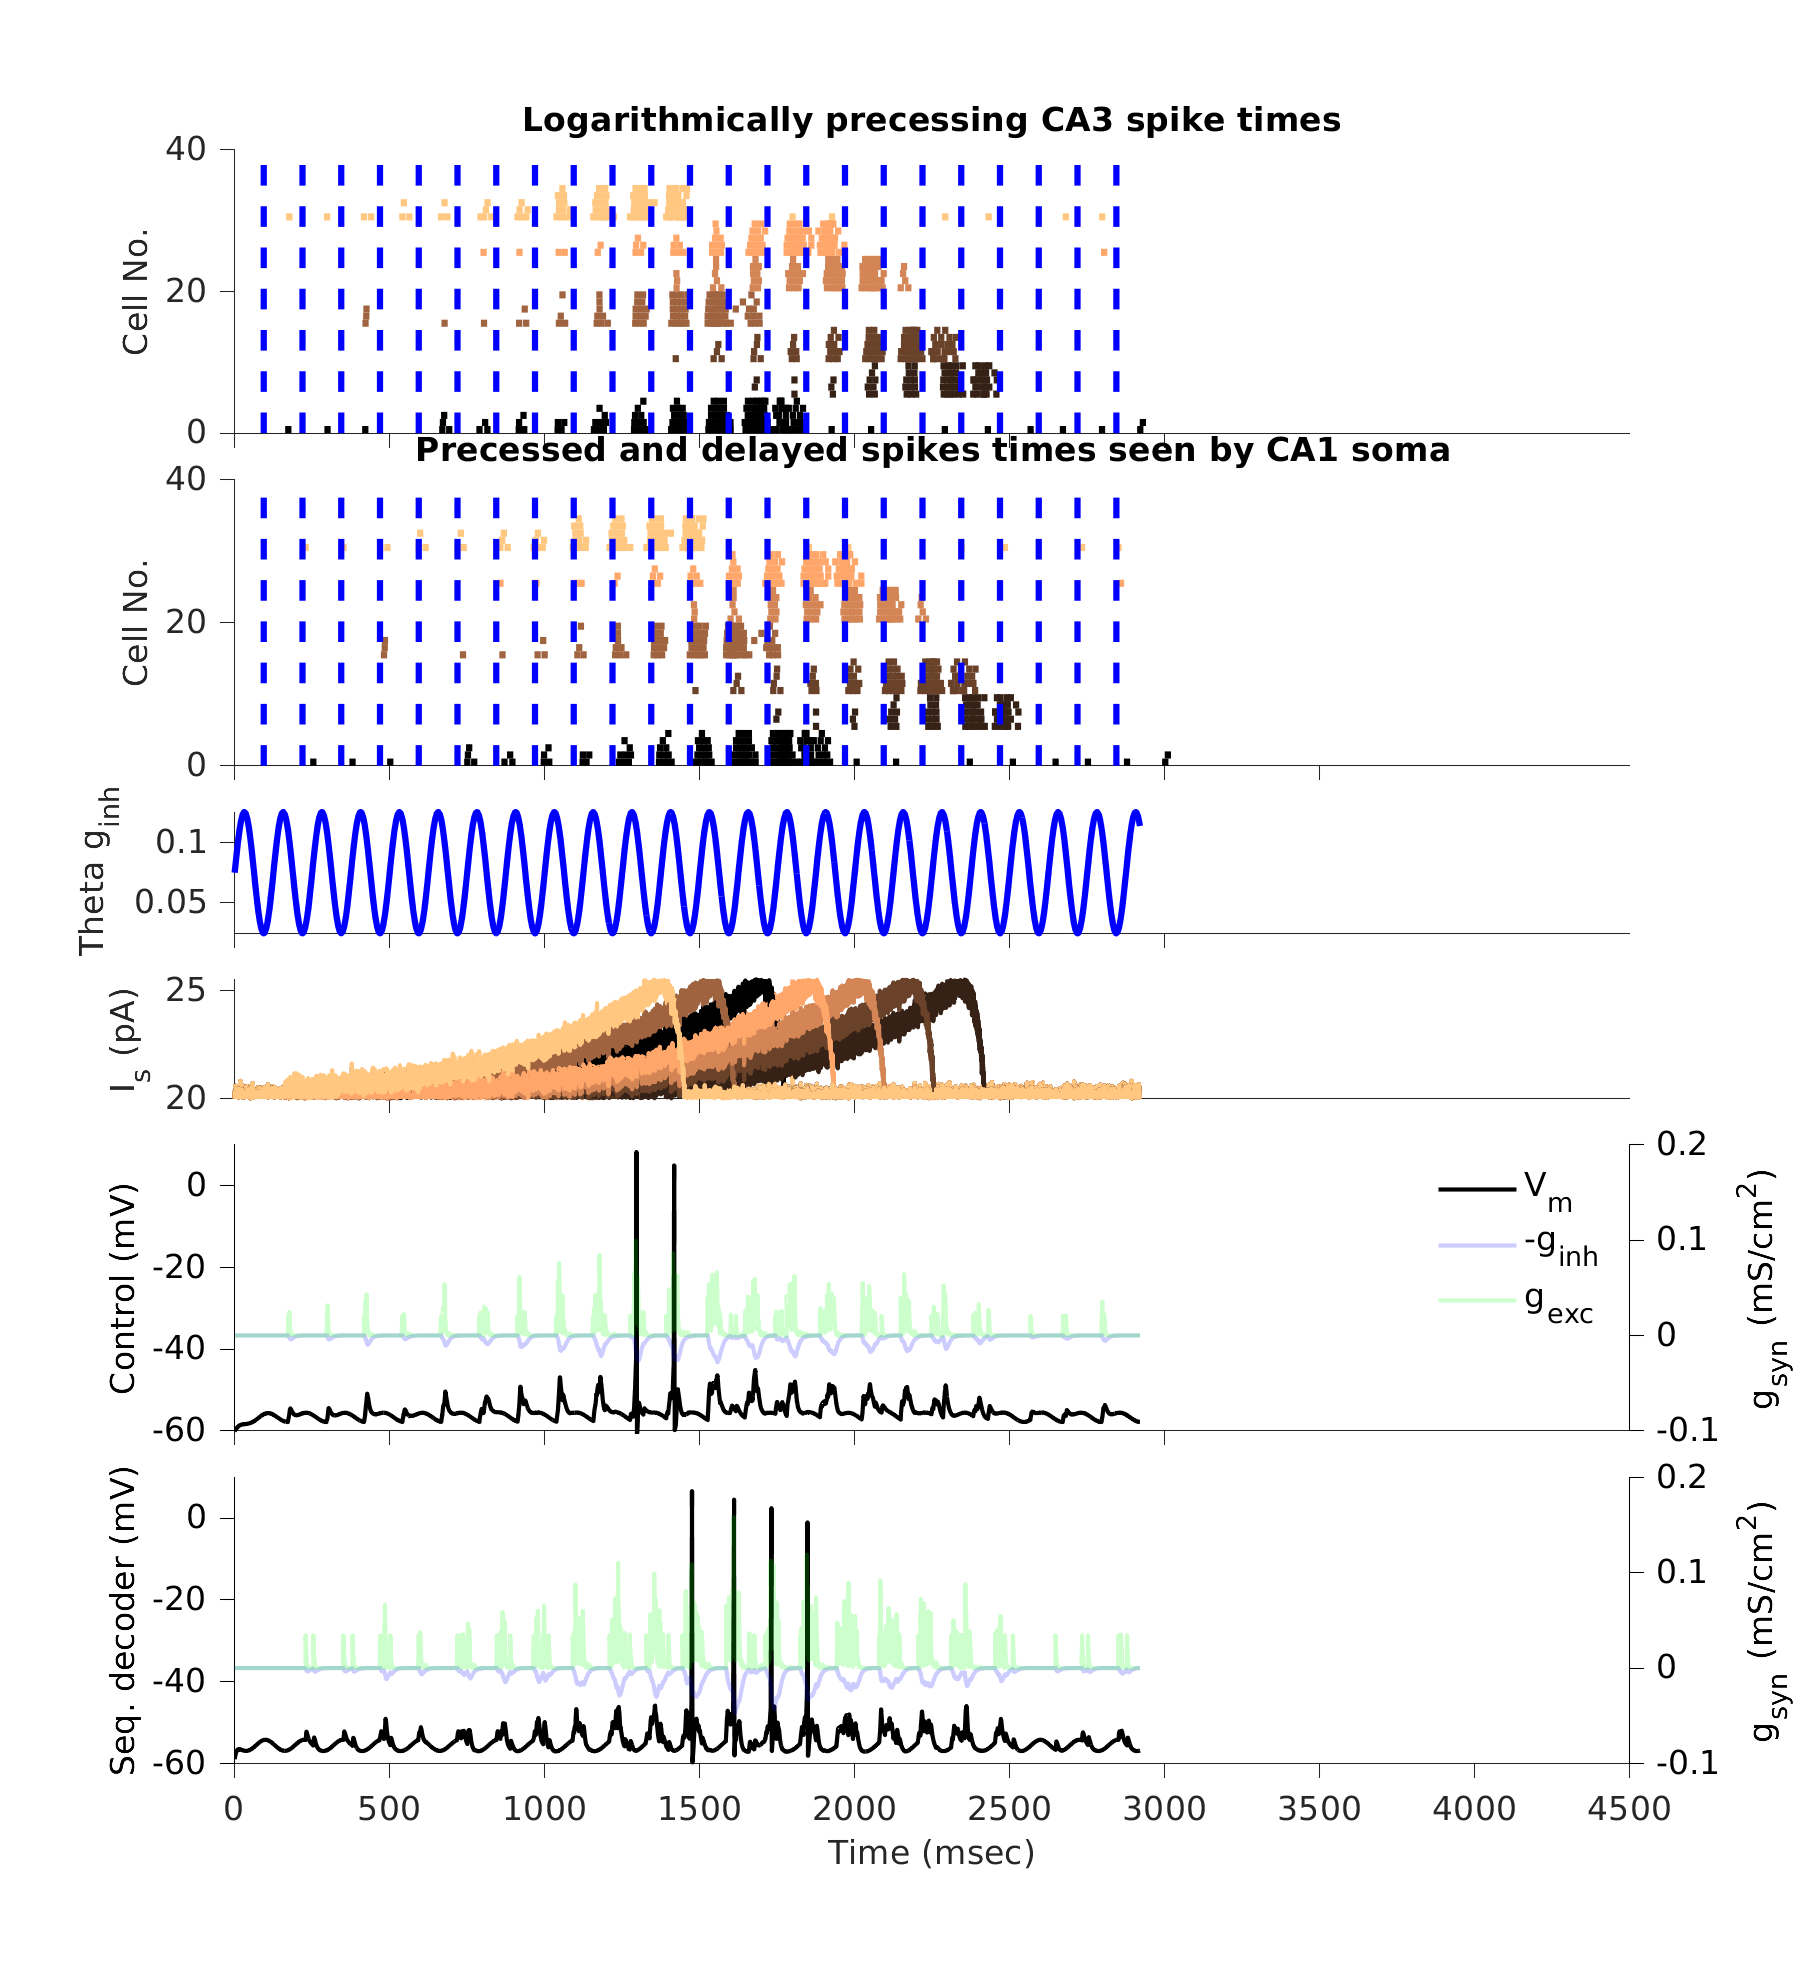 Logarithmically precessing CA3 spike times
40
20
0
Cell No.
Precessed and delayed spikes times seen by CA1 soma
40
20
0
Cell No.
0.1
0.05
Theta g_inh
25
20
I_s (pA)
0
-20
-40
-60
Control (mV)
0.2
0.1
0
-0.1
g_syn (mS/cm^2)
V_m
-g_inh
g_exc
0
-20
-40
-60
Seq. decoder (mV)
0.2
0.1
0
-0.1
g_syn (mS/cm^2)
0 500 1000 1500 2000 2500 3000 3500 4000 4500
Time (msec)